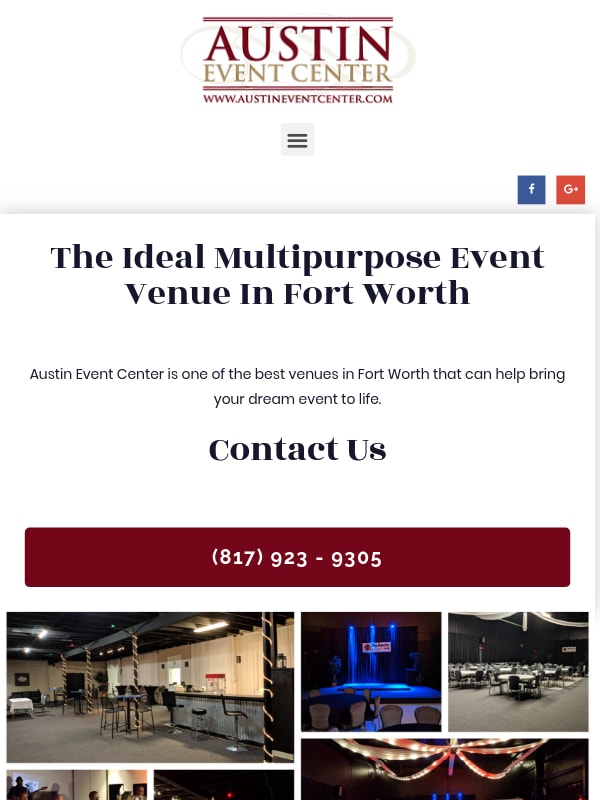 AUSTIN
EVENT CENTER
WWW.AUSTINEVENTCENTER.COM
f
G+
The Ideal Multipurpose Event
Venue In Fort Worth
Austin Event Center is one of the best venues in Fort Worth that can help bring
your dream event to life.
Contact Us
(817) 923 - 9305